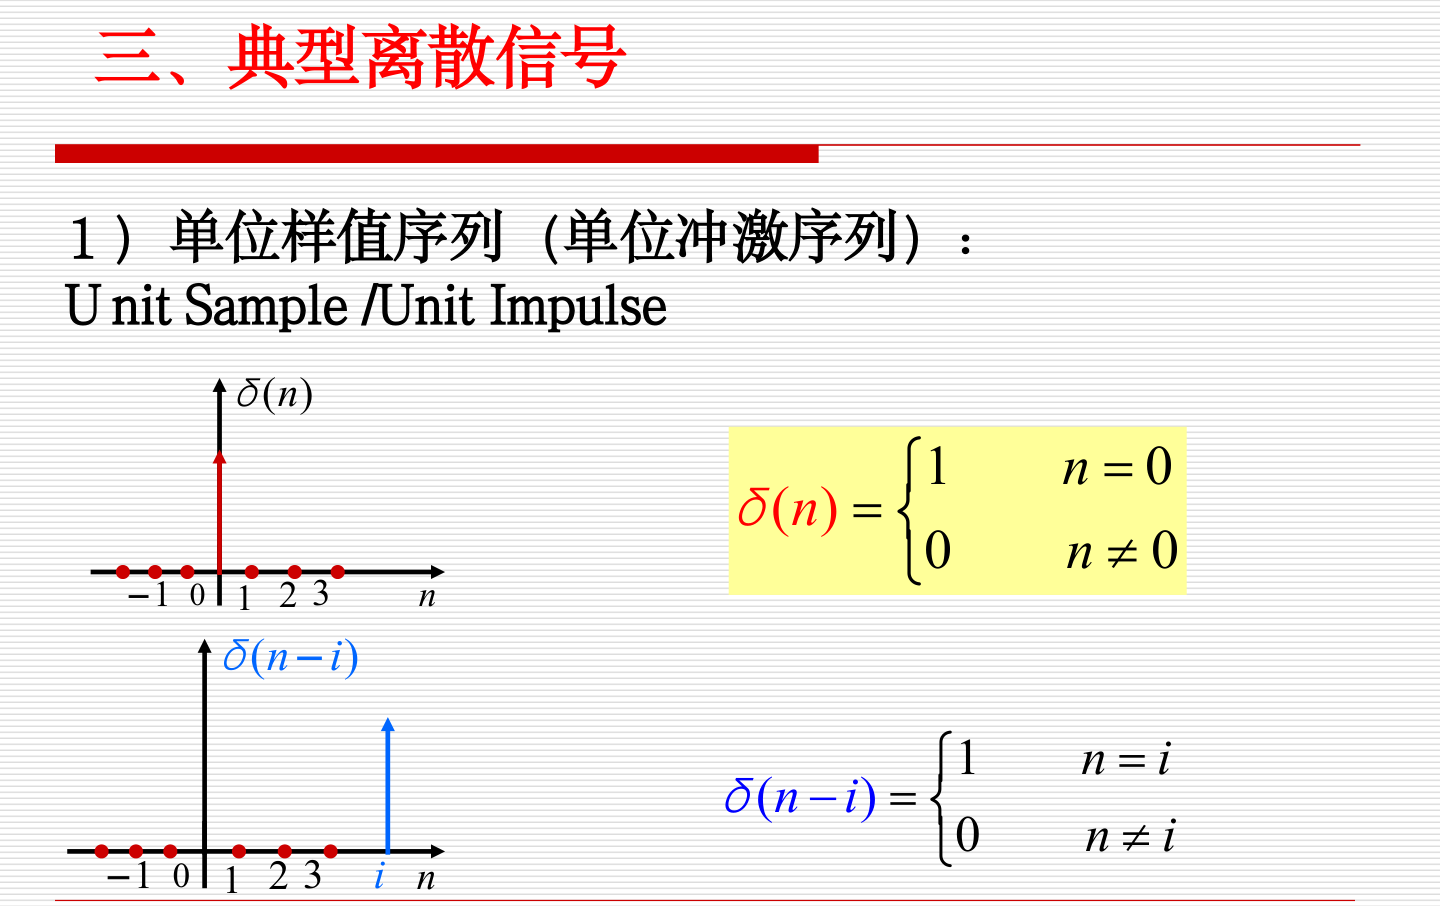 三、典型离散信号
1）单位样值序列（单位冲激序列）：
Unit Sample /Unit Impulse
δ(n)
−1 0 1 2 3 n
δ(n) = { 1 n = 0
0 n ≠ 0
δ(n−i)
−1 0 1 2 3 i n
δ(n−i) = { 1 n = i
0 n ≠ i